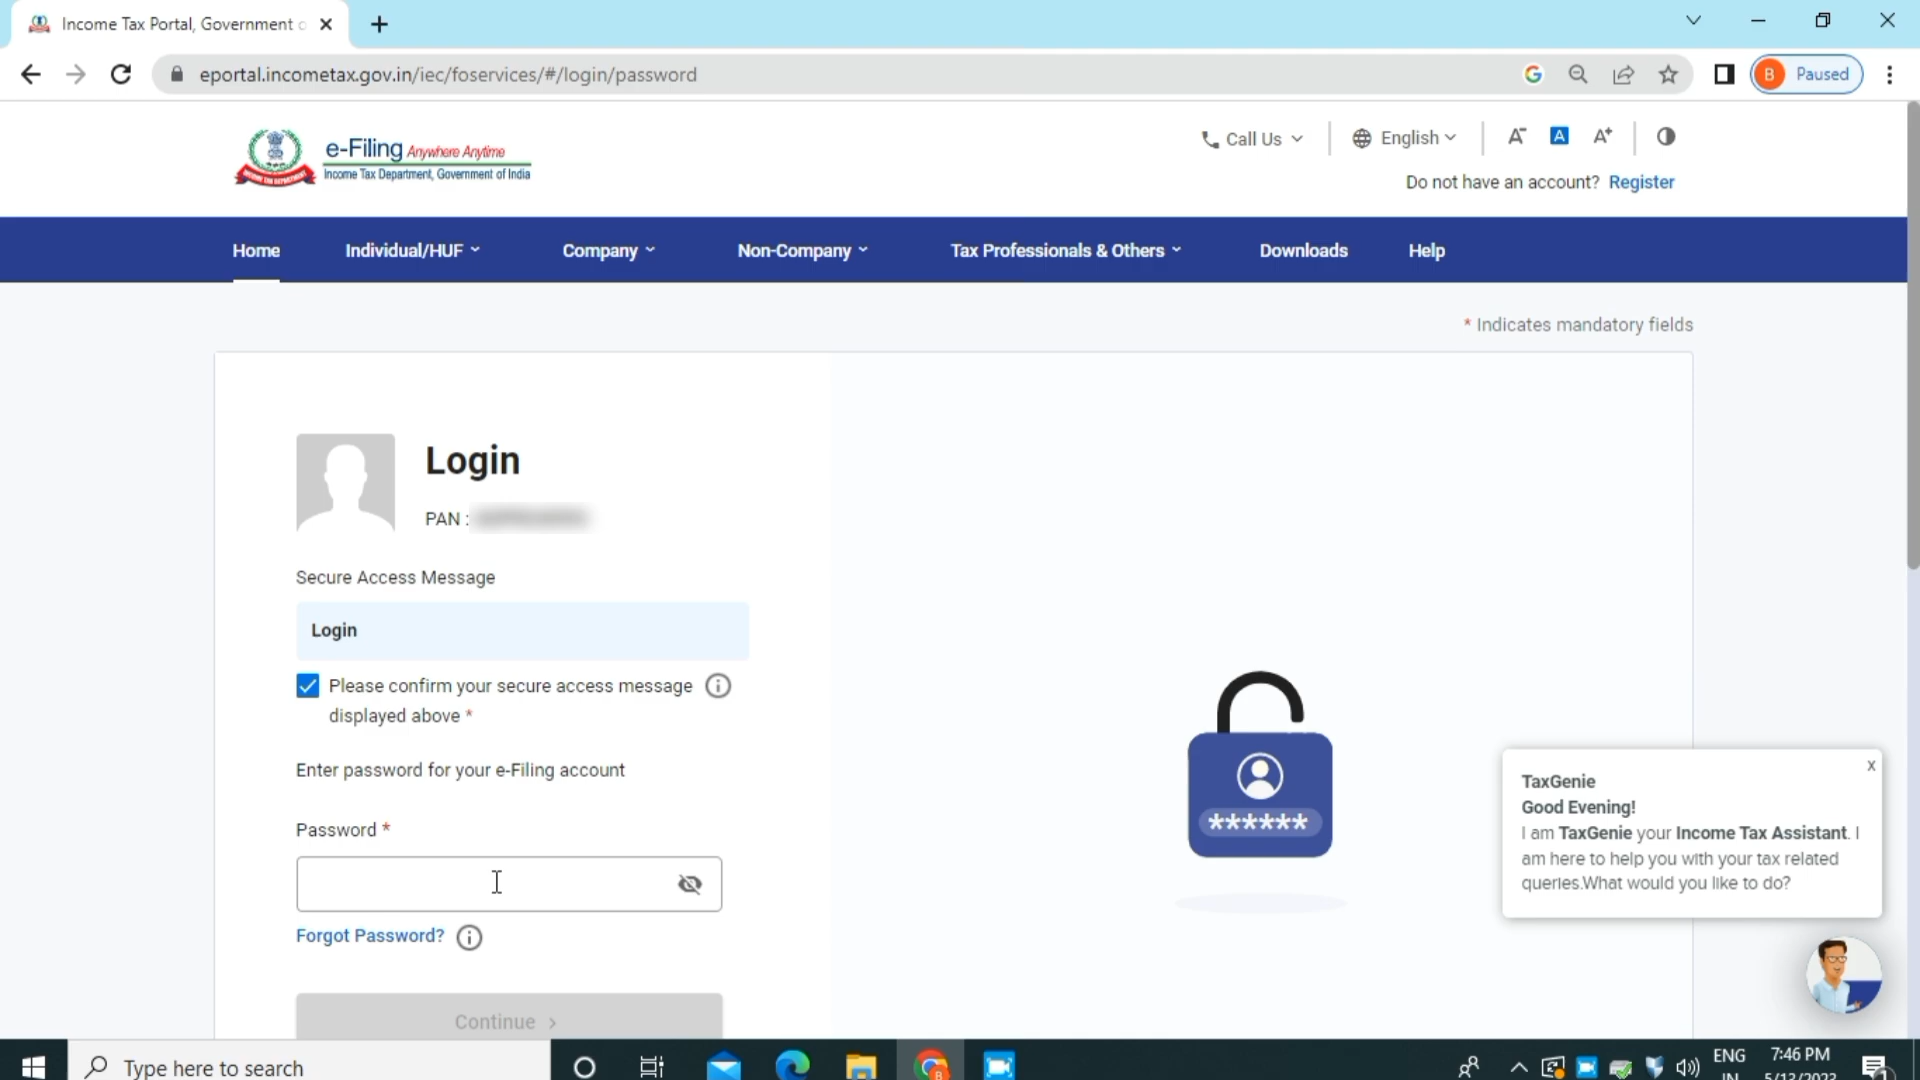 Income Tax Portal, Government o
eportal.incometax.gov.in/iec/foservices/#/login/password
B Paused
e-Filing Anywhere Anytime
Income Tax Department, Government of India
Call Us
English
A- A A+
Do not have an account? Register
Home Individual/HUF Company Non-Company Tax Professionals & Others Downloads Help
* Indicates mandatory fields
Login
PAN :
Secure Access Message
Login
Please confirm your secure access message
displayed above *
Enter password for your e-Filing account
Password *
Forgot Password?
Continue >
******
x
TaxGenie
Good Evening!
I am TaxGenie your Income Tax Assistant. I
am here to help you with your tax related
queries.What would you like to do?
Type here to search
ENG
IN
7:46 PM
5/13/2023